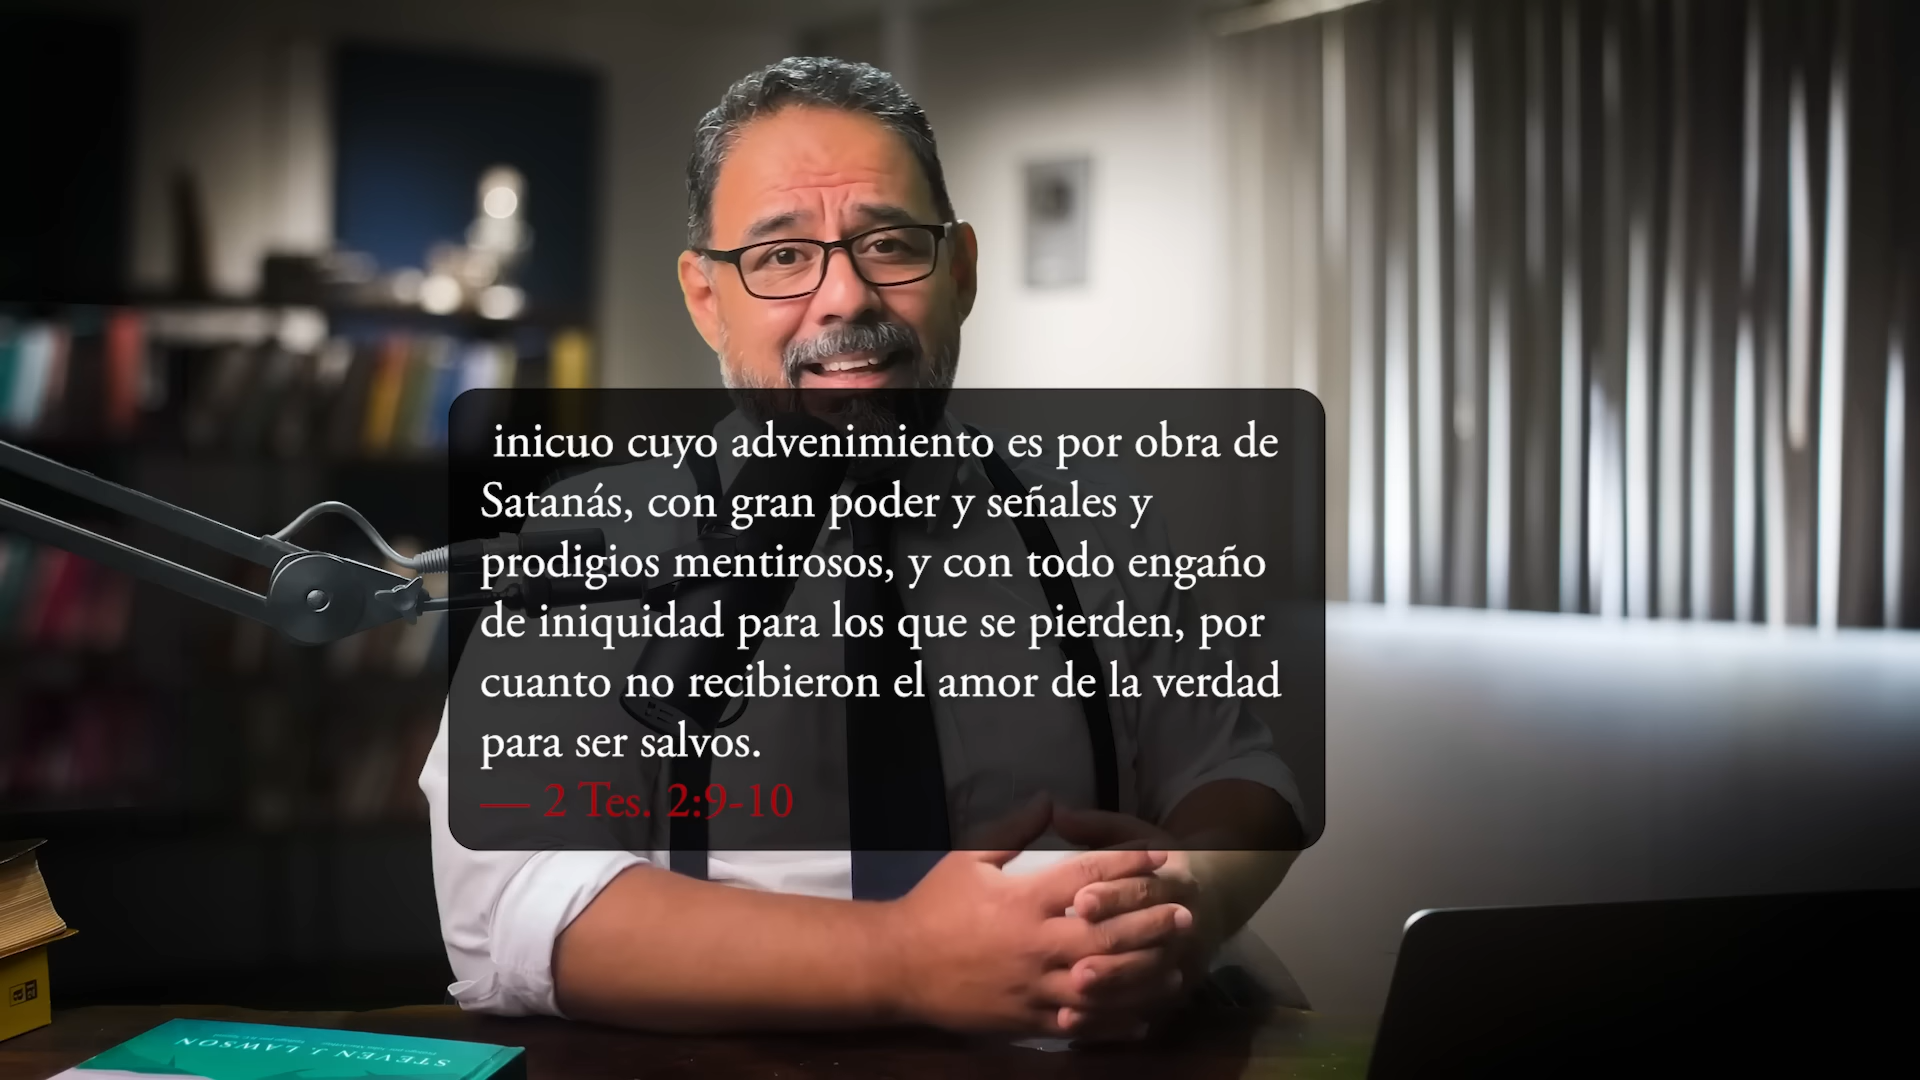 inicuo cuyo advenimiento es por obra de
Satanás, con gran poder y señales y
prodigios mentirosos, y con todo engaño
de iniquidad para los que se pierden, por
cuanto no recibieron el amor de la verdad
para ser salvos.
— 2 Tes. 2:9-10
STEVEN J. LAWSON